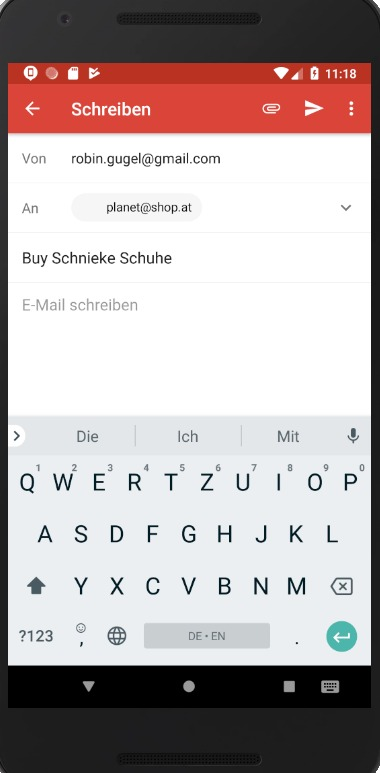 11:18
Schreiben
Von robin.gugel@gmail.com
An planet@shop.at
Buy Schnieke Schuhe
E-Mail schreiben
Die Ich Mit
1 2 3 4 5 6 7 8 9 0
Q W E R T Z U I O P
A S D F G H J K L
Y X C V B N M
?123 , DE • EN .